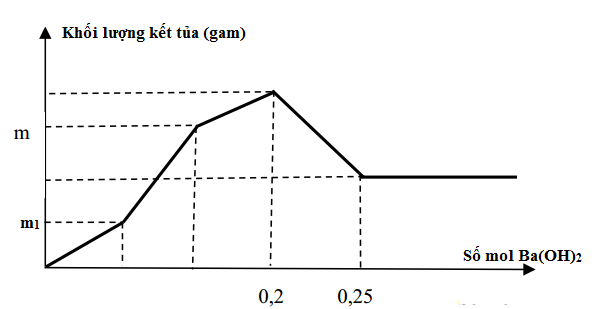 Khối lượng kết tủa (gam)
m
m1
Số mol Ba(OH)2
0,2
0,25